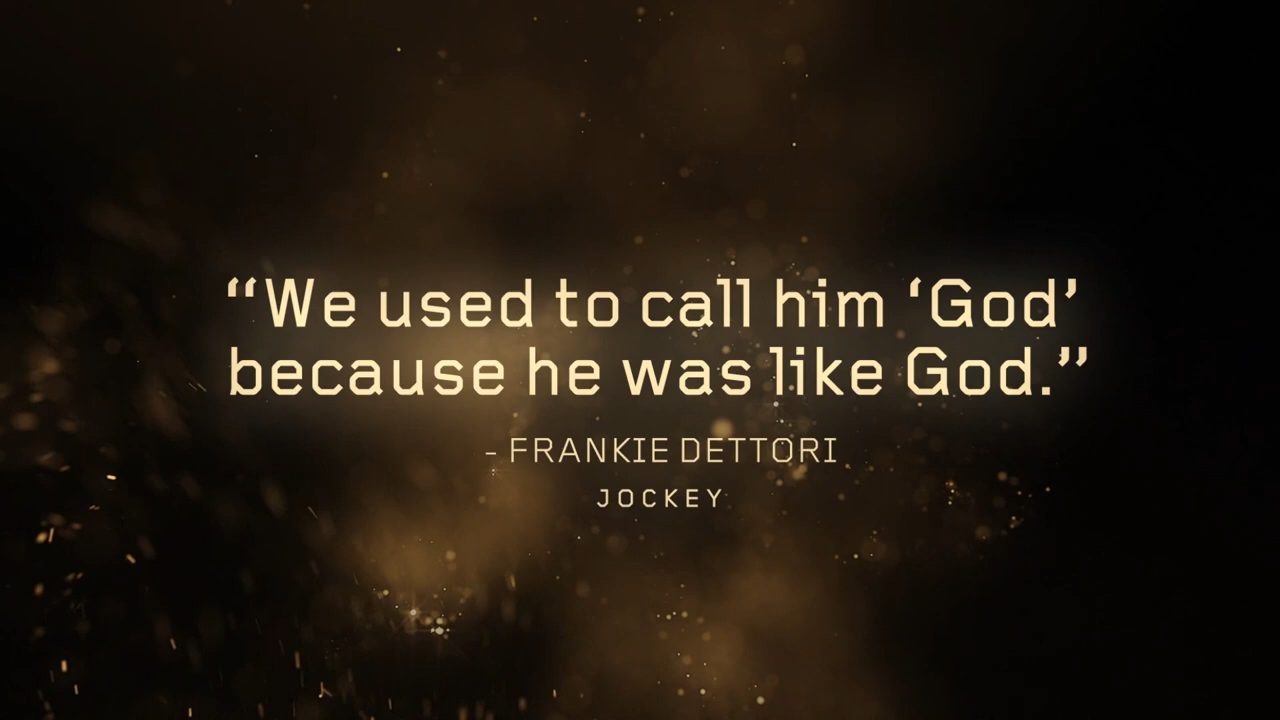 “We used to call him ‘God’
because he was like God.”
- FRANKIE DETTORI
JOCKEY